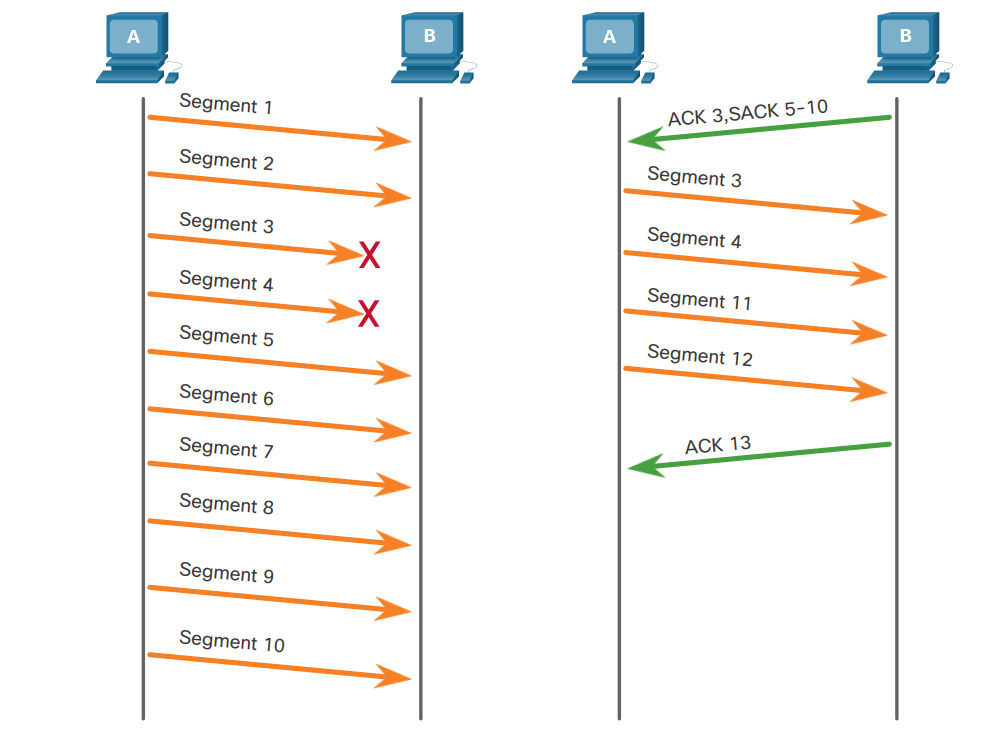 A
B
Segment 1
Segment 2
Segment 3
X
Segment 4
X
Segment 5
Segment 6
Segment 7
Segment 8
Segment 9
Segment 10
A
B
ACK 3,SACK 5-10
Segment 3
Segment 4
Segment 11
Segment 12
ACK 13